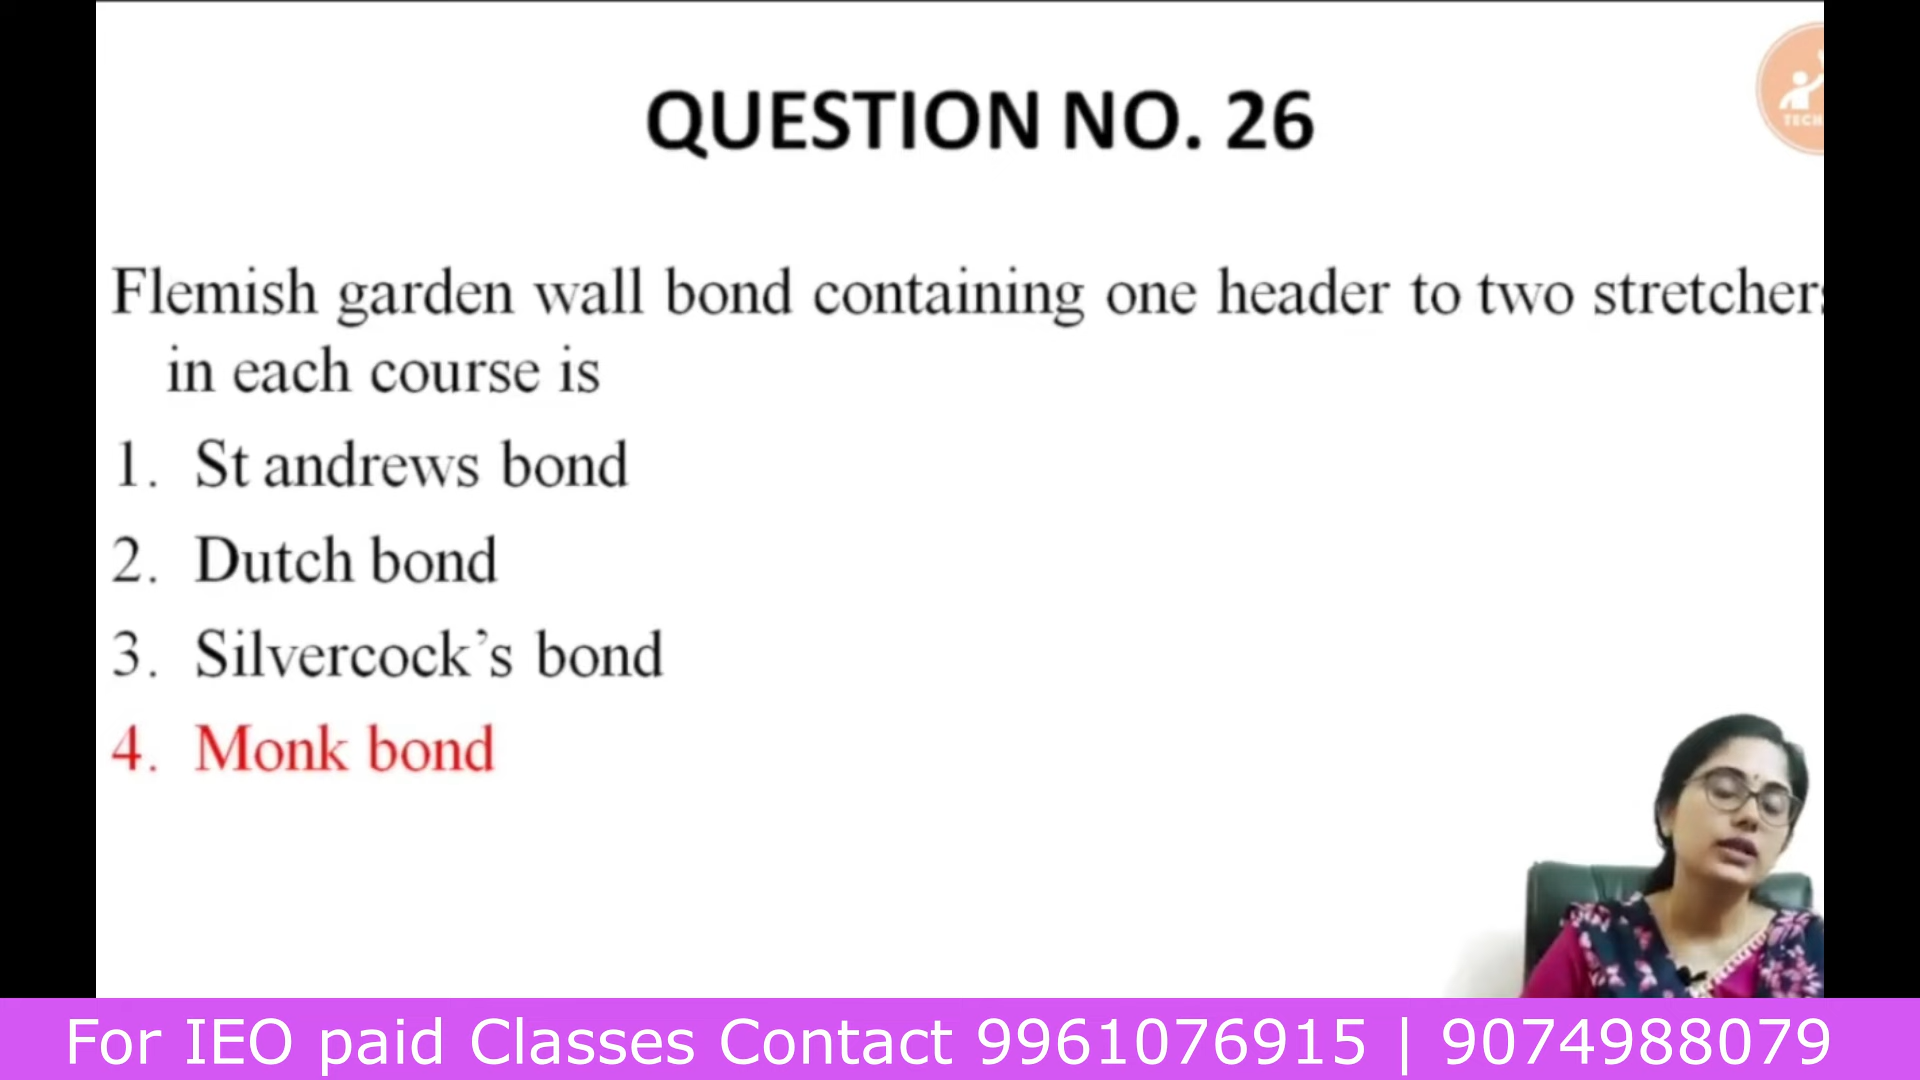 QUESTION NO. 26
TECH
Flemish garden wall bond containing one header to two stretchers
in each course is
1. St andrews bond
2. Dutch bond
3. Silvercock’s bond
4. Monk bond
For IEO paid Classes Contact 9961076915 | 9074988079